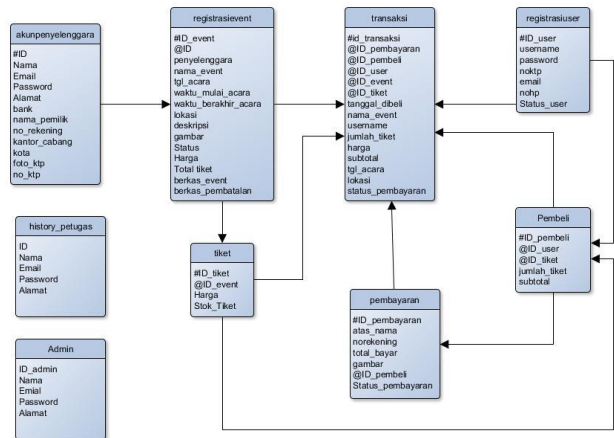 akunpenyelenggara
#ID
Nama
Email
Password
Alamat
bank
nama_pemilik
no_rekening
kantor_cabang
kota
foto_ktp
no_ktp
registrasievent
#ID_event
@ID
penyelenggara
nama_event
tgl_acara
waktu_mulai_acara
waktu_berakhir_acara
lokasi
deskripsi
gambar
Status
Harga
Total tiket
berkas_event
berkas_pembatalan
transaksi
#id_transaksi
@ID_pembayaran
@ID_pembeli
@ID_user
@ID_event
@ID_tiket
tanggal_dibeli
nama_event
username
jumlah_tiket
harga
subtotal
tgl_acara
lokasi
status_pembayaran
registrasiuser
#ID_user
username
password
noktp
email
nohp
Status_user
history_petugas
ID
Nama
Email
Password
Alamat
tiket
#ID_tiket
@ID_event
Harga
Stok_Tiket
Pembeli
#ID_pembeli
@ID_user
@ID_tiket
jumlah_tiket
subtotal
pembayaran
#ID_pembayaran
atas_nama
norekening
total_bayar
gambar
@ID_pembeli
Status_pembayaran
Admin
ID_admin
Nama
Emial
Password
Alamat